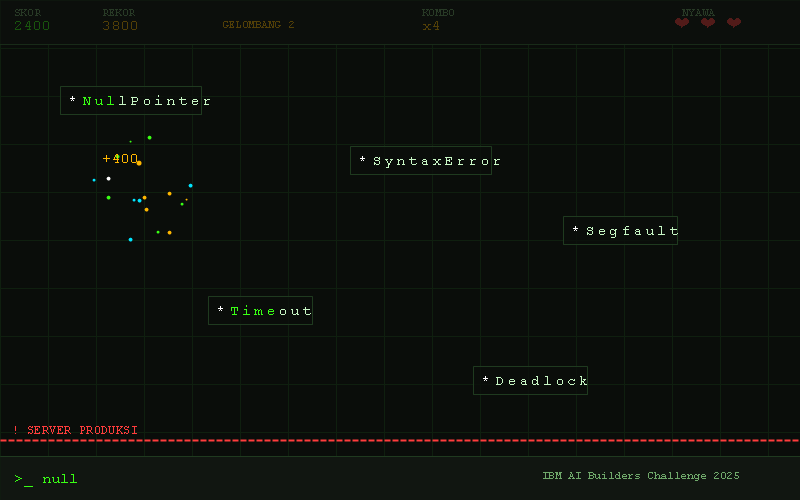 SKOR
2400
REKOR
3800
GELOMBANG 2
KOMBO
x4
NYAWA
* NullPointer
+400
* SyntaxError
* Segfault
* Timeout
* Deadlock
! SERVER PRODUKSI
>_ null
IBM AI Builders Challenge 2025